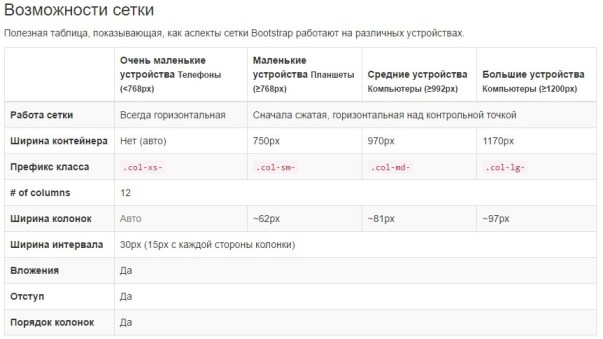 Возможности сетки
Полезная таблица, показывающая, как аспекты сетки Bootstrap работают на различных устройствах.
Очень маленькие устройства Телефоны (<768px)
Маленькие устройства Планшеты (≥768px)
Средние устройства Компьютеры (≥992px)
Большие устройства Компьютеры (≥1200px)
Работа сетки Всегда горизонтальная Сначала сжатая, горизонтальная над контрольной точкой
Ширина контейнера Нет (авто) 750px 970px 1170px
Префикс класса .col-xs- .col-sm- .col-md- .col-lg-
# of columns 12
Ширина колонок Авто ~62px ~81px ~97px
Ширина интервала 30px (15px с каждой стороны колонки)
Вложения Да
Отступ Да
Порядок колонок Да